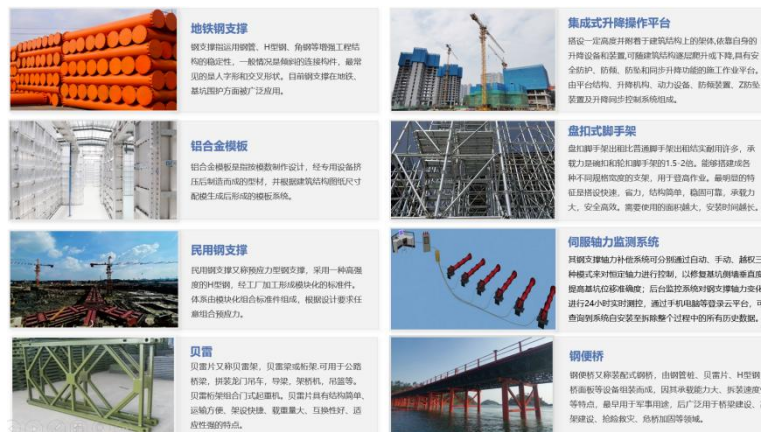 地铁钢支撑
钢支撑指运用钢管、H型钢、角钢等增强工程结
构的稳定性，一般情况是倾斜的连接构件，最常
见的是人字形和交叉形状。目前钢支撑在地铁、
基坑围护方面被广泛应用。
铝合金模板
铝合金模板是指按模数制作设计，经专用设备挤
压后制造而成的型材，并根据建筑结构图纸尺寸
配模生成后形成的模板系统。
民用钢支撑
民用钢支撑又称预应力型钢支撑，采用一种高强
度的H型钢，经工厂加工形成模块化的标准件。
体系由模块化组合标准件组成，根据设计要求任
意组合预应力。
贝雷
贝雷片又称贝雷架，贝雷梁或桁架.可用于公路
桥梁，拼装龙门吊车，导梁，架桥机，吊篮等。
贝雷桁架组合门式起重机。贝雷片具有结构简单、
运输方便、架设快捷、载重量大、互换性好、适
应性强的特点。
集成式升降操作平台
搭设一定高度并附着于建筑结构上的架体,依靠自身的
升降设备和装置,可随建筑结构逐层爬升或下降,具有安
全防护、防倾、防坠和同步升降功能的施工作业平台。
由平台结构、升降机构、动力设备、防倾装置、Z防坠
装置及升降同步控制系统组成。
盘扣式脚手架
盘扣脚手架出租比普通脚手架出租结实耐用许多，承
载力是碗扣和轮扣脚手架的1.5-2倍。能够搭建成各
种不同规格宽度的支架，用于登高作业。最明显的特
征是搭设快速，省力，结构简单，稳固可靠，承载力
大，安全高效。需要使用的面积越大，安装时间越长。
伺服轴力监测系统
其钢支撑轴力补偿系统可分别通过自动、手动、越权三
种模式来对恒定轴力进行控制，以修复基坑侧墙垂直度
提高基坑位移准确度；后台监控系统对钢支撑轴力变化
进行24小时实时测控，通过手机电脑等登录云平台，可
查询到系统自安装至拆除整个过程中的所有历史数据。
钢便桥
钢便桥又称装配式钢桥，由钢管桩、贝雷片、H型钢
桥面板等设备组装而成，因其承载能力大、拆装速度
等特点，最早用于军事用途，后广泛用于桥梁建设、
架建设、抢险救灾、危桥加固等领域。